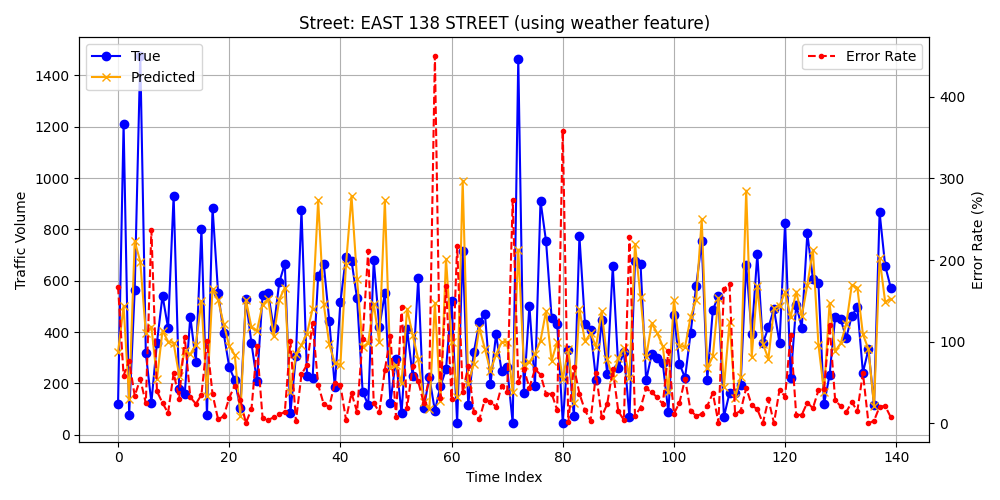 Street: EAST 138 STREET (using weather feature)
True
Predicted
Error Rate
Traffic Volume
1400
1200
1000
800
600
400
200
0
400
300
200
100
0
Error Rate (%)
0 20 40 60 80 100 120 140
Time Index